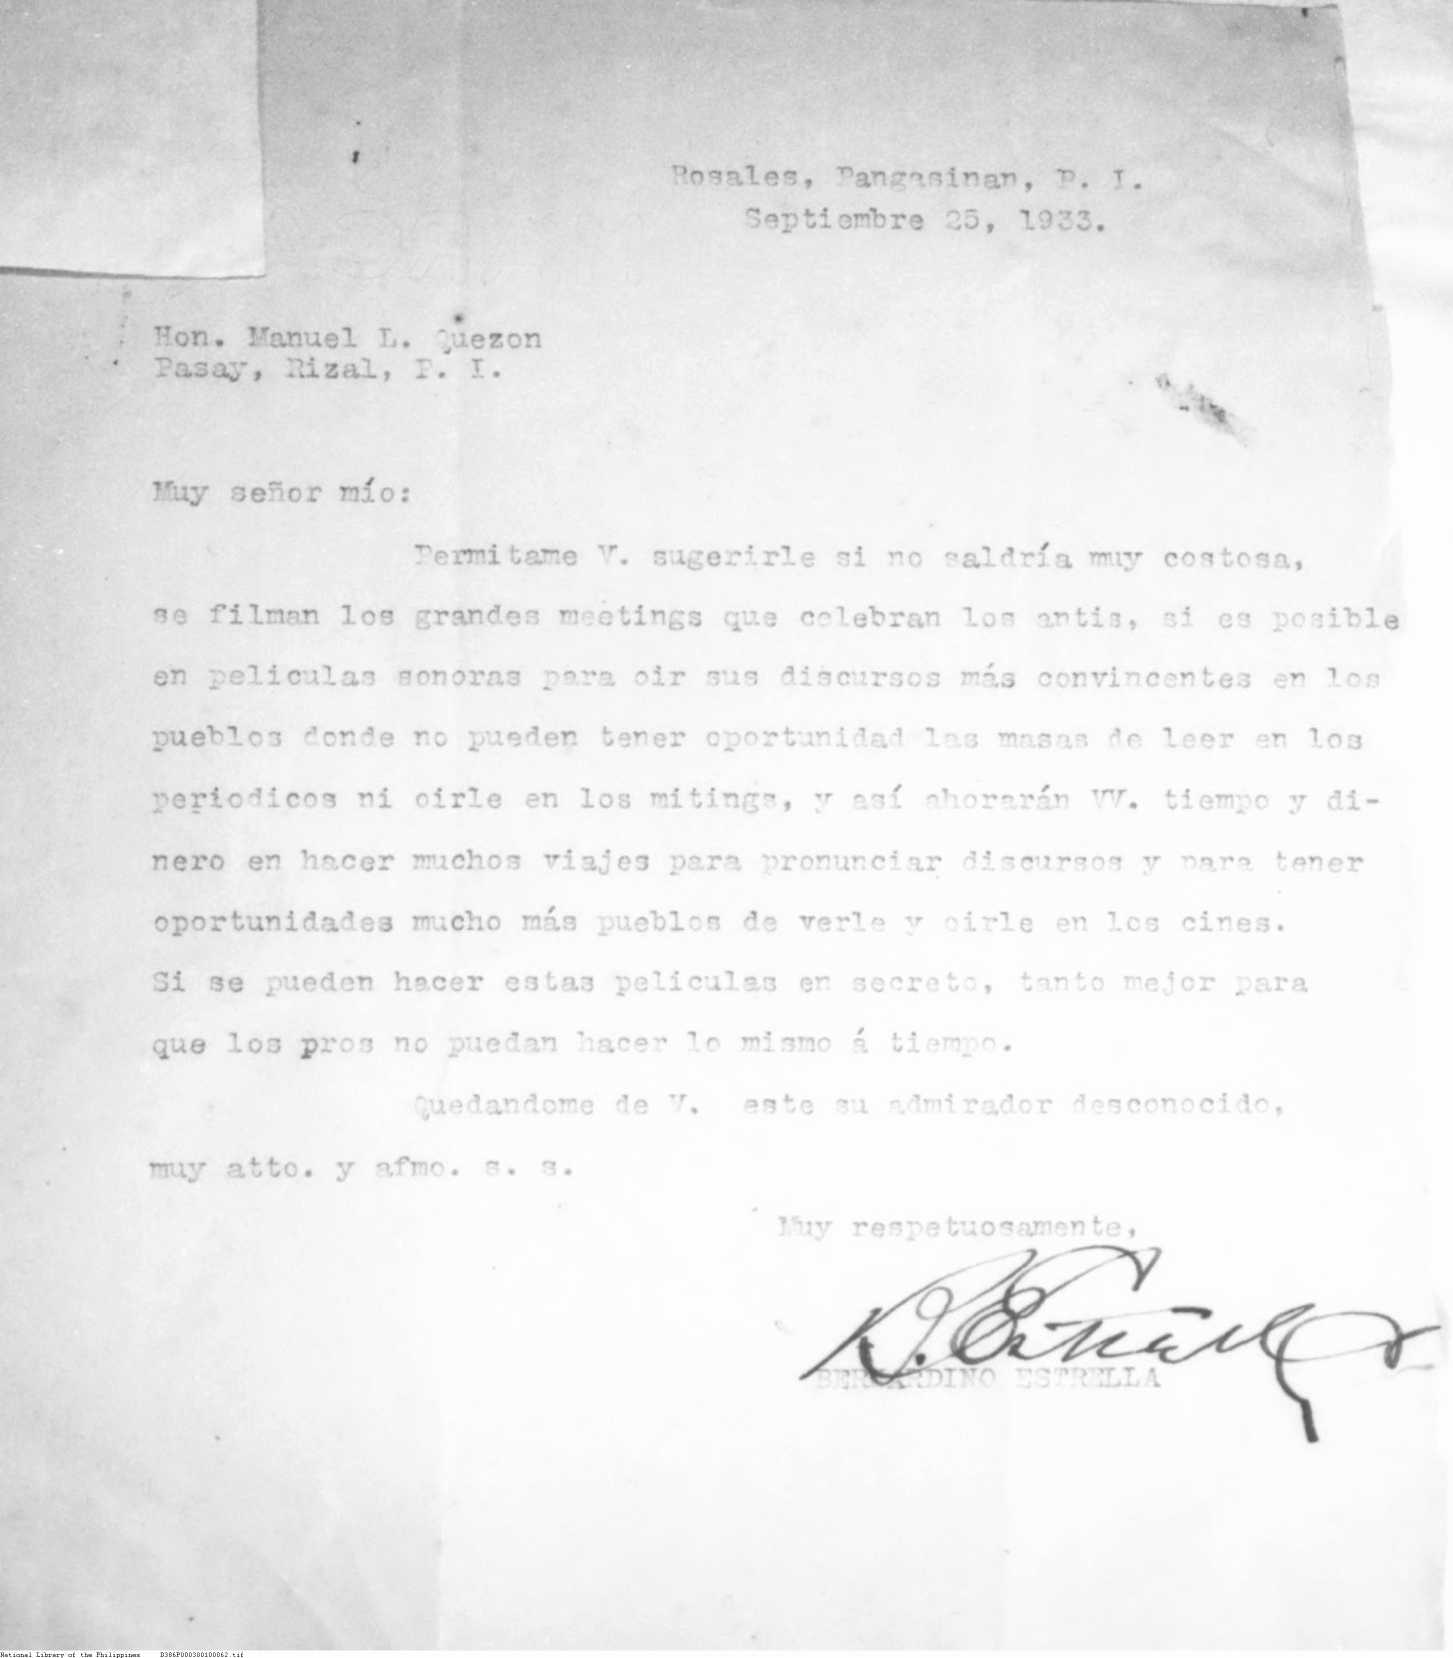 Rosales, Pangasinan, P. I.
Septiembre 25, 1933.
Hon. Manuel L. Quezon
Pasay, Rizal, P. I.
Muy señor mío:
Permitame V. sugerirle si no saldría muy costosa,
se filman los grandes meetings que celebran los antis, si es posible
en peliculas sonoras para oir sus discursos más convincentes en los
pueblos donde no pueden tener oportunidad las masas de leer en los
periodicos ni oirle en los mitings, y así ahorarán VV. tiempo y di-
nero en hacer muchos viajes para pronunciar discursos y para tener
oportunidades mucho más pueblos de verle y oirle en los cines.
Si se pueden hacer estas peliculas en secreto, tanto mejor para
que los pros no puedan hacer lo mismo á tiempo.
Quedandome de V. este su admirador desconocido,
muy atto. y afmo. s. s.
Muy respetuosamente,
B. Estrella
BERNARDINO ESTRELLA
National Library of the Philippines D386P000380100062.tif